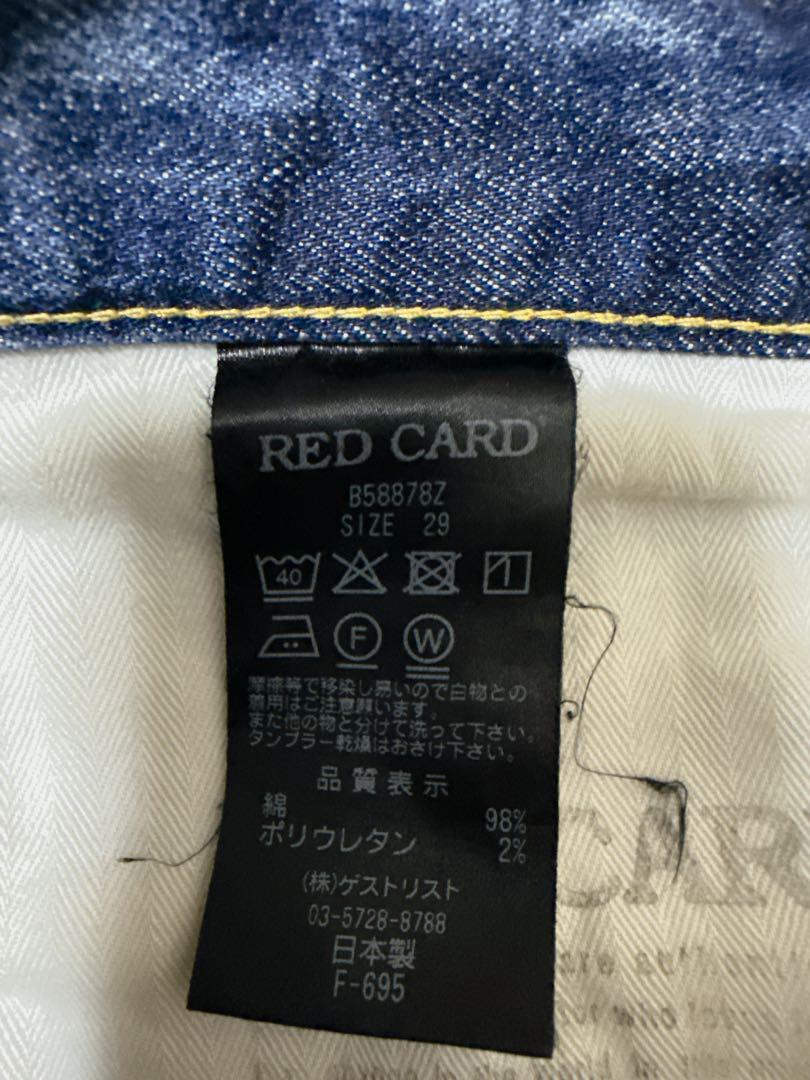 RED CARD
B58878Z
SIZE 29
40
F W
摩擦等で移染し易いので白物との
着用はご注意願います。
また他の物と分けて洗って下さい。
タンブラー乾燥はおさけ下さい。
品質表示
綿 98%
ポリウレタン 2%
(株)ゲストリスト
03-5728-8788
日本製
F-695
CAR
are